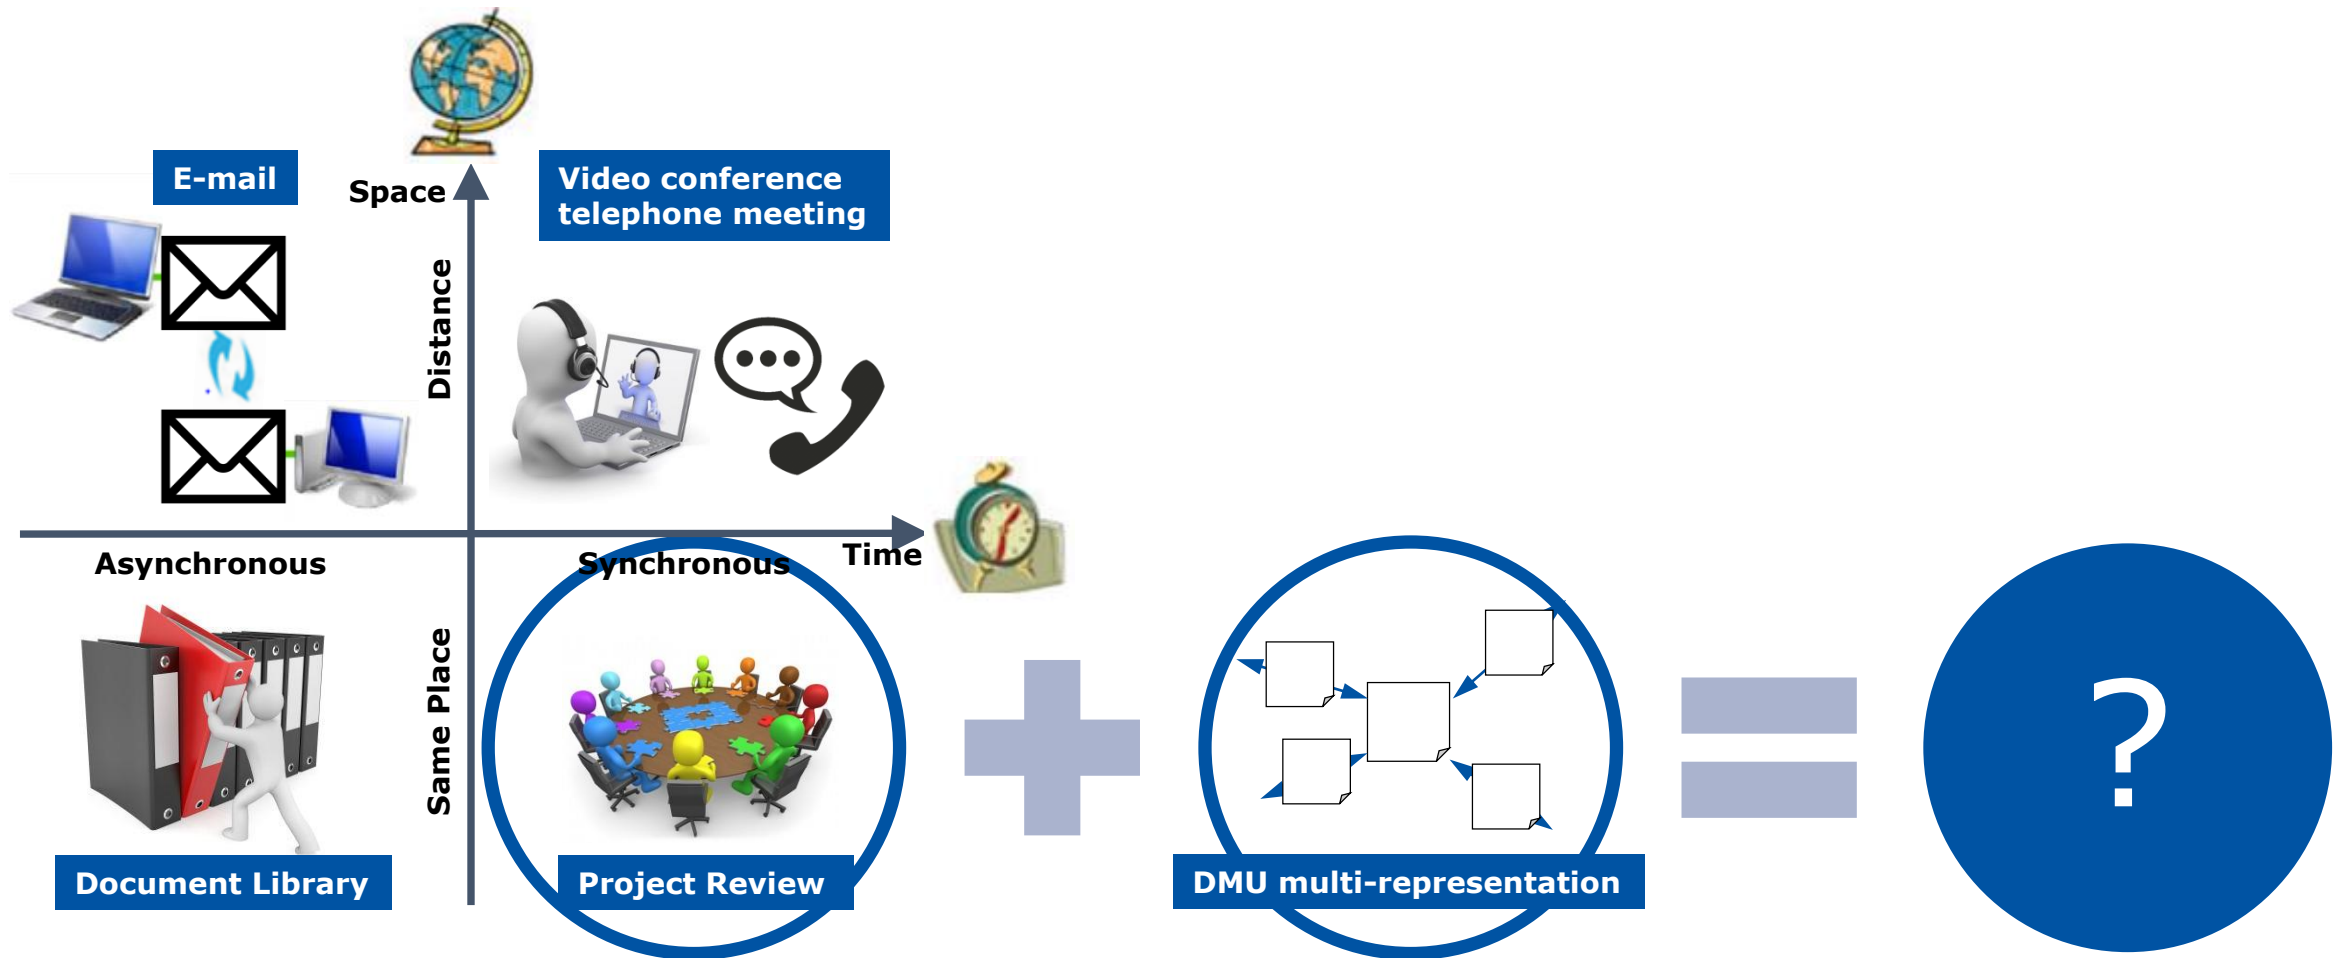 E-mail
Space
Video conference
telephone meeting
Distance
Asynchronous
Synchronous
Time
Same Place
Document Library
Project Review
DMU multi-representation
?